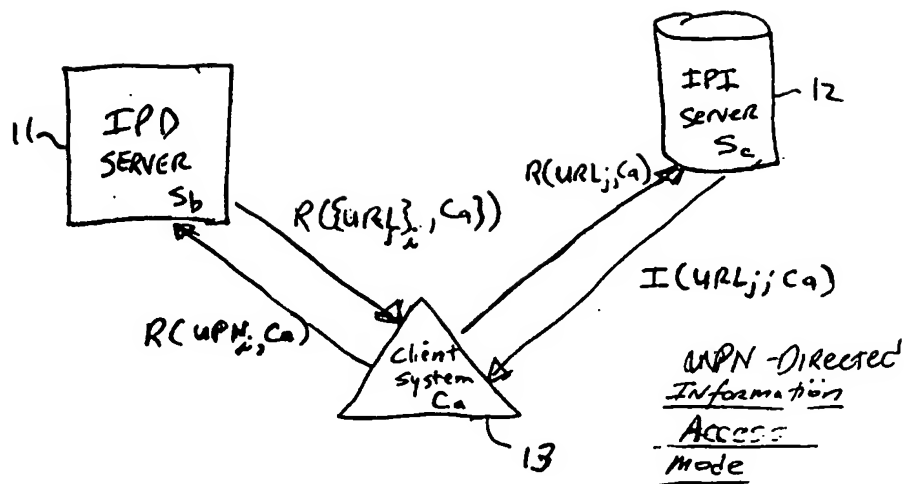 11
IPD
SERVER
Sb
IPI
Server
Sc
12
R({URLj}i, Ca})
R(URLj, Ca)
R(UPNi, Ca)
I(URLj; Ca)
Client
System
Ca
13
UPN-Directed
Information
Access
mode